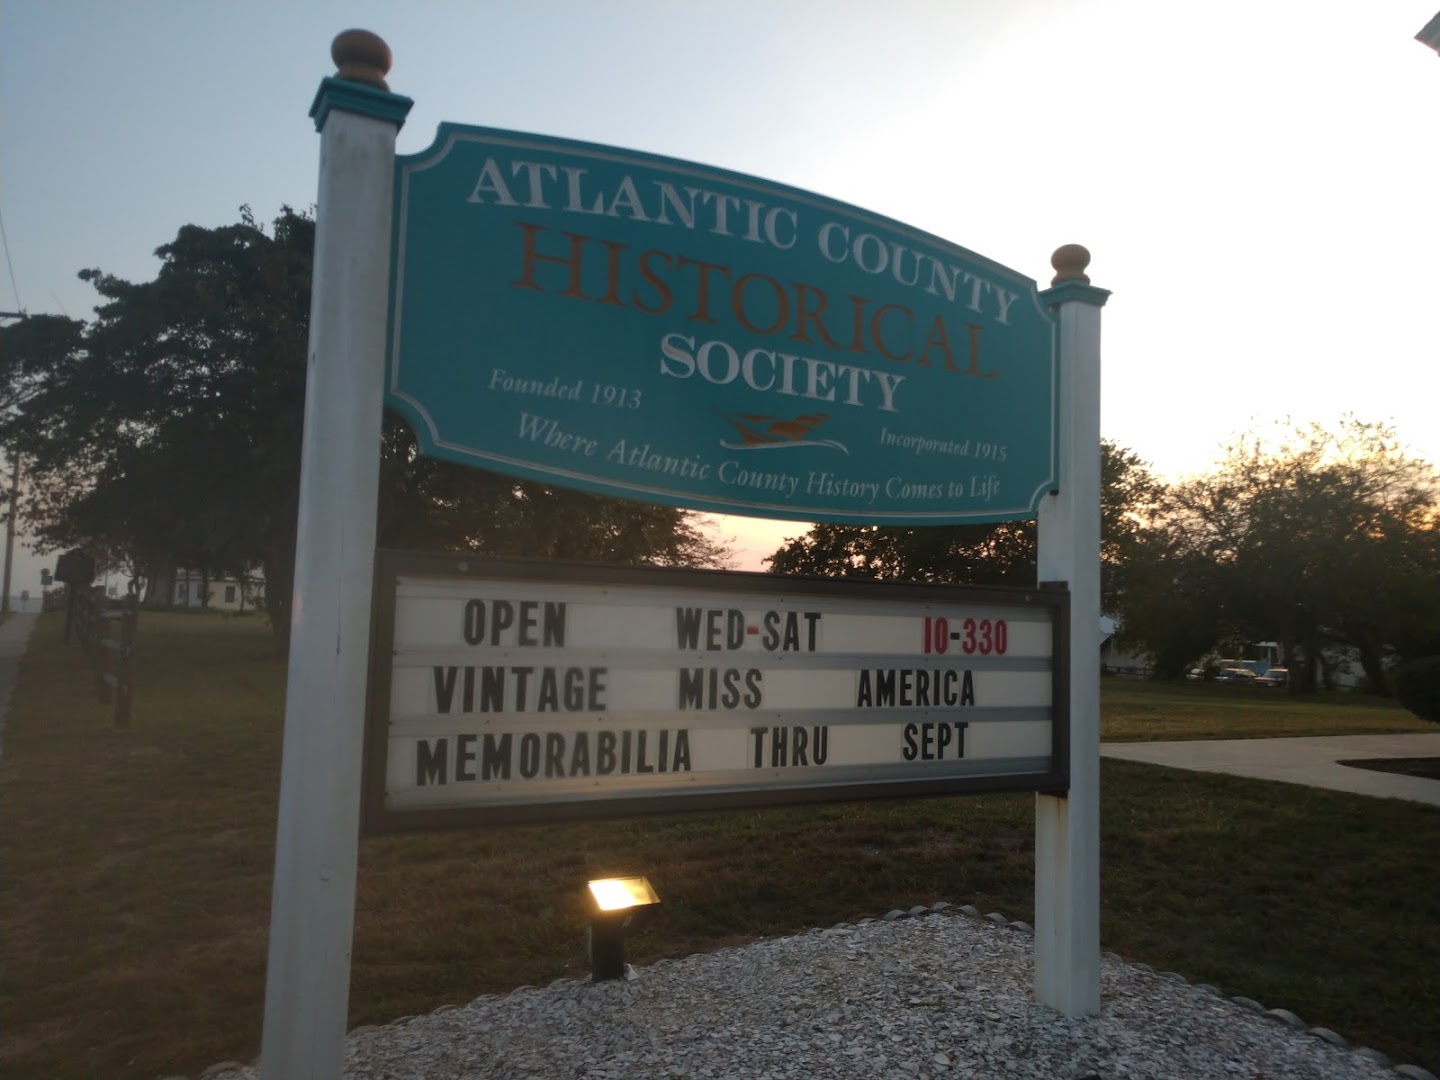 ATLANTIC COUNTY
HISTORICAL
SOCIETY
Founded 1913
Incorporated 1915
Where Atlantic County History Comes to Life
OPEN WED-SAT 10-330
VINTAGE MISS AMERICA
MEMORABILIA THRU SEPT